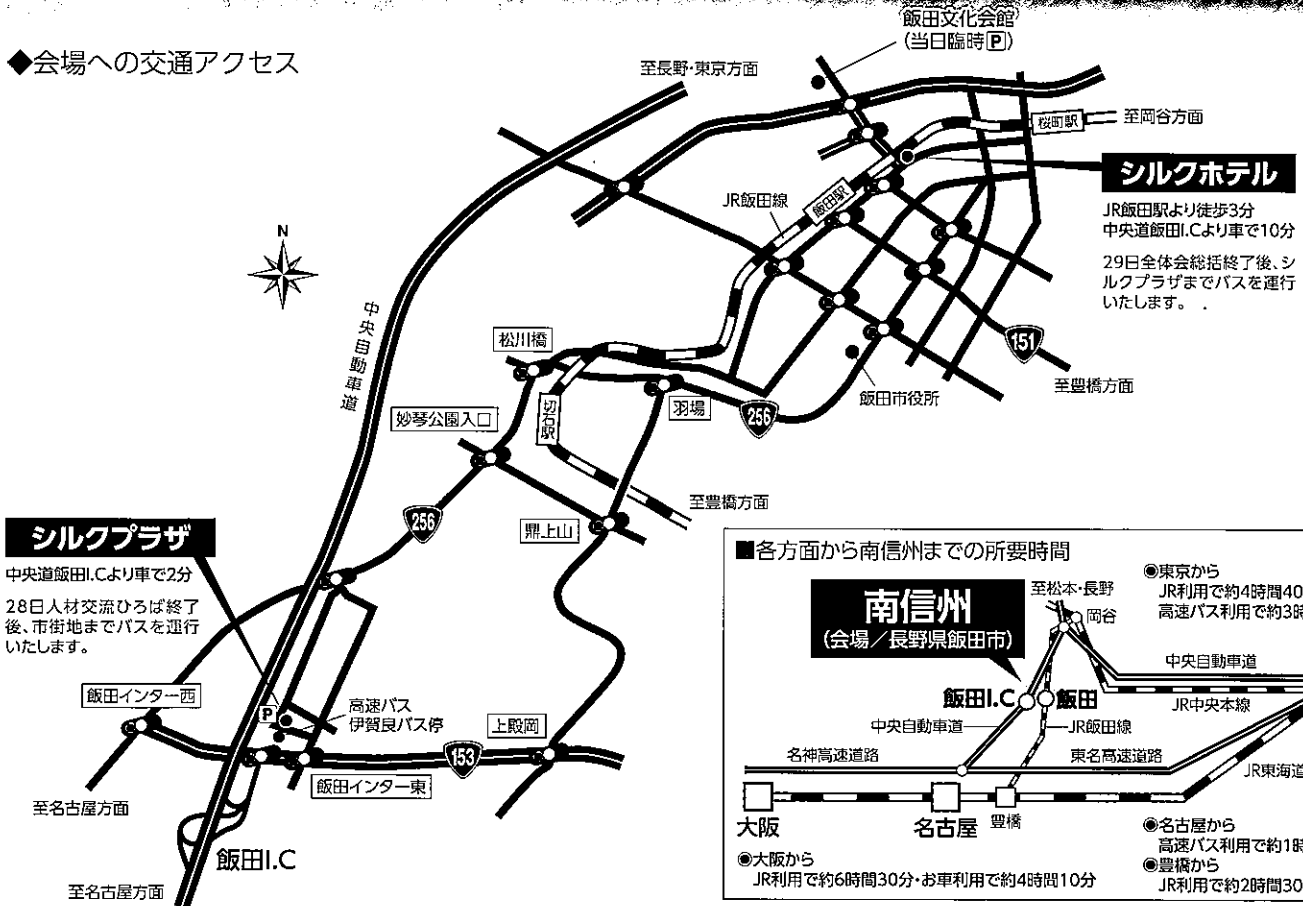 ◆会場への交通アクセス
飯田文化会館
(当日臨時P)
至長野・東京方面
桜町駅
至岡谷方面
シルクホテル
JR飯田駅より徒歩3分
中央道飯田I.Cより車で10分
29日全体会総括終了後、シ
ルクプラザまでバスを運行
いたします。
JR飯田線
飯田駅
N
中央自動車道
松川橋
151
至豊橋方面
飯田市役所
切石駅
羽場
256
妙琴公園入口
至豊橋方面
256
鼎上山
シルクプラザ
中央道飯田I.Cより車で2分
28日人材交流ひろば終了
後、市街地までバスを運行
いたします。
飯田インター西
P
高速バス
伊賀良バス停
上殿岡
153
飯田インター東
至名古屋方面
飯田I.C
至名古屋方面
■各方面から南信州までの所要時間
南信州
(会場/長野県飯田市)
至松本・長野
岡谷
◉東京から
JR利用で約4時間40
高速バス利用で約3時
中央自動車道
飯田I.C
飯田
JR中央本線
中央自動車道
JR飯田線
名神高速道路
東名高速道路
JR東海道
大阪
名古屋
豊橋
◉名古屋から
高速バス利用で約1時
◉豊橋から
JR利用で約2時間30
◉大阪から
JR利用で約6時間30分・お車利用で約4時間10分